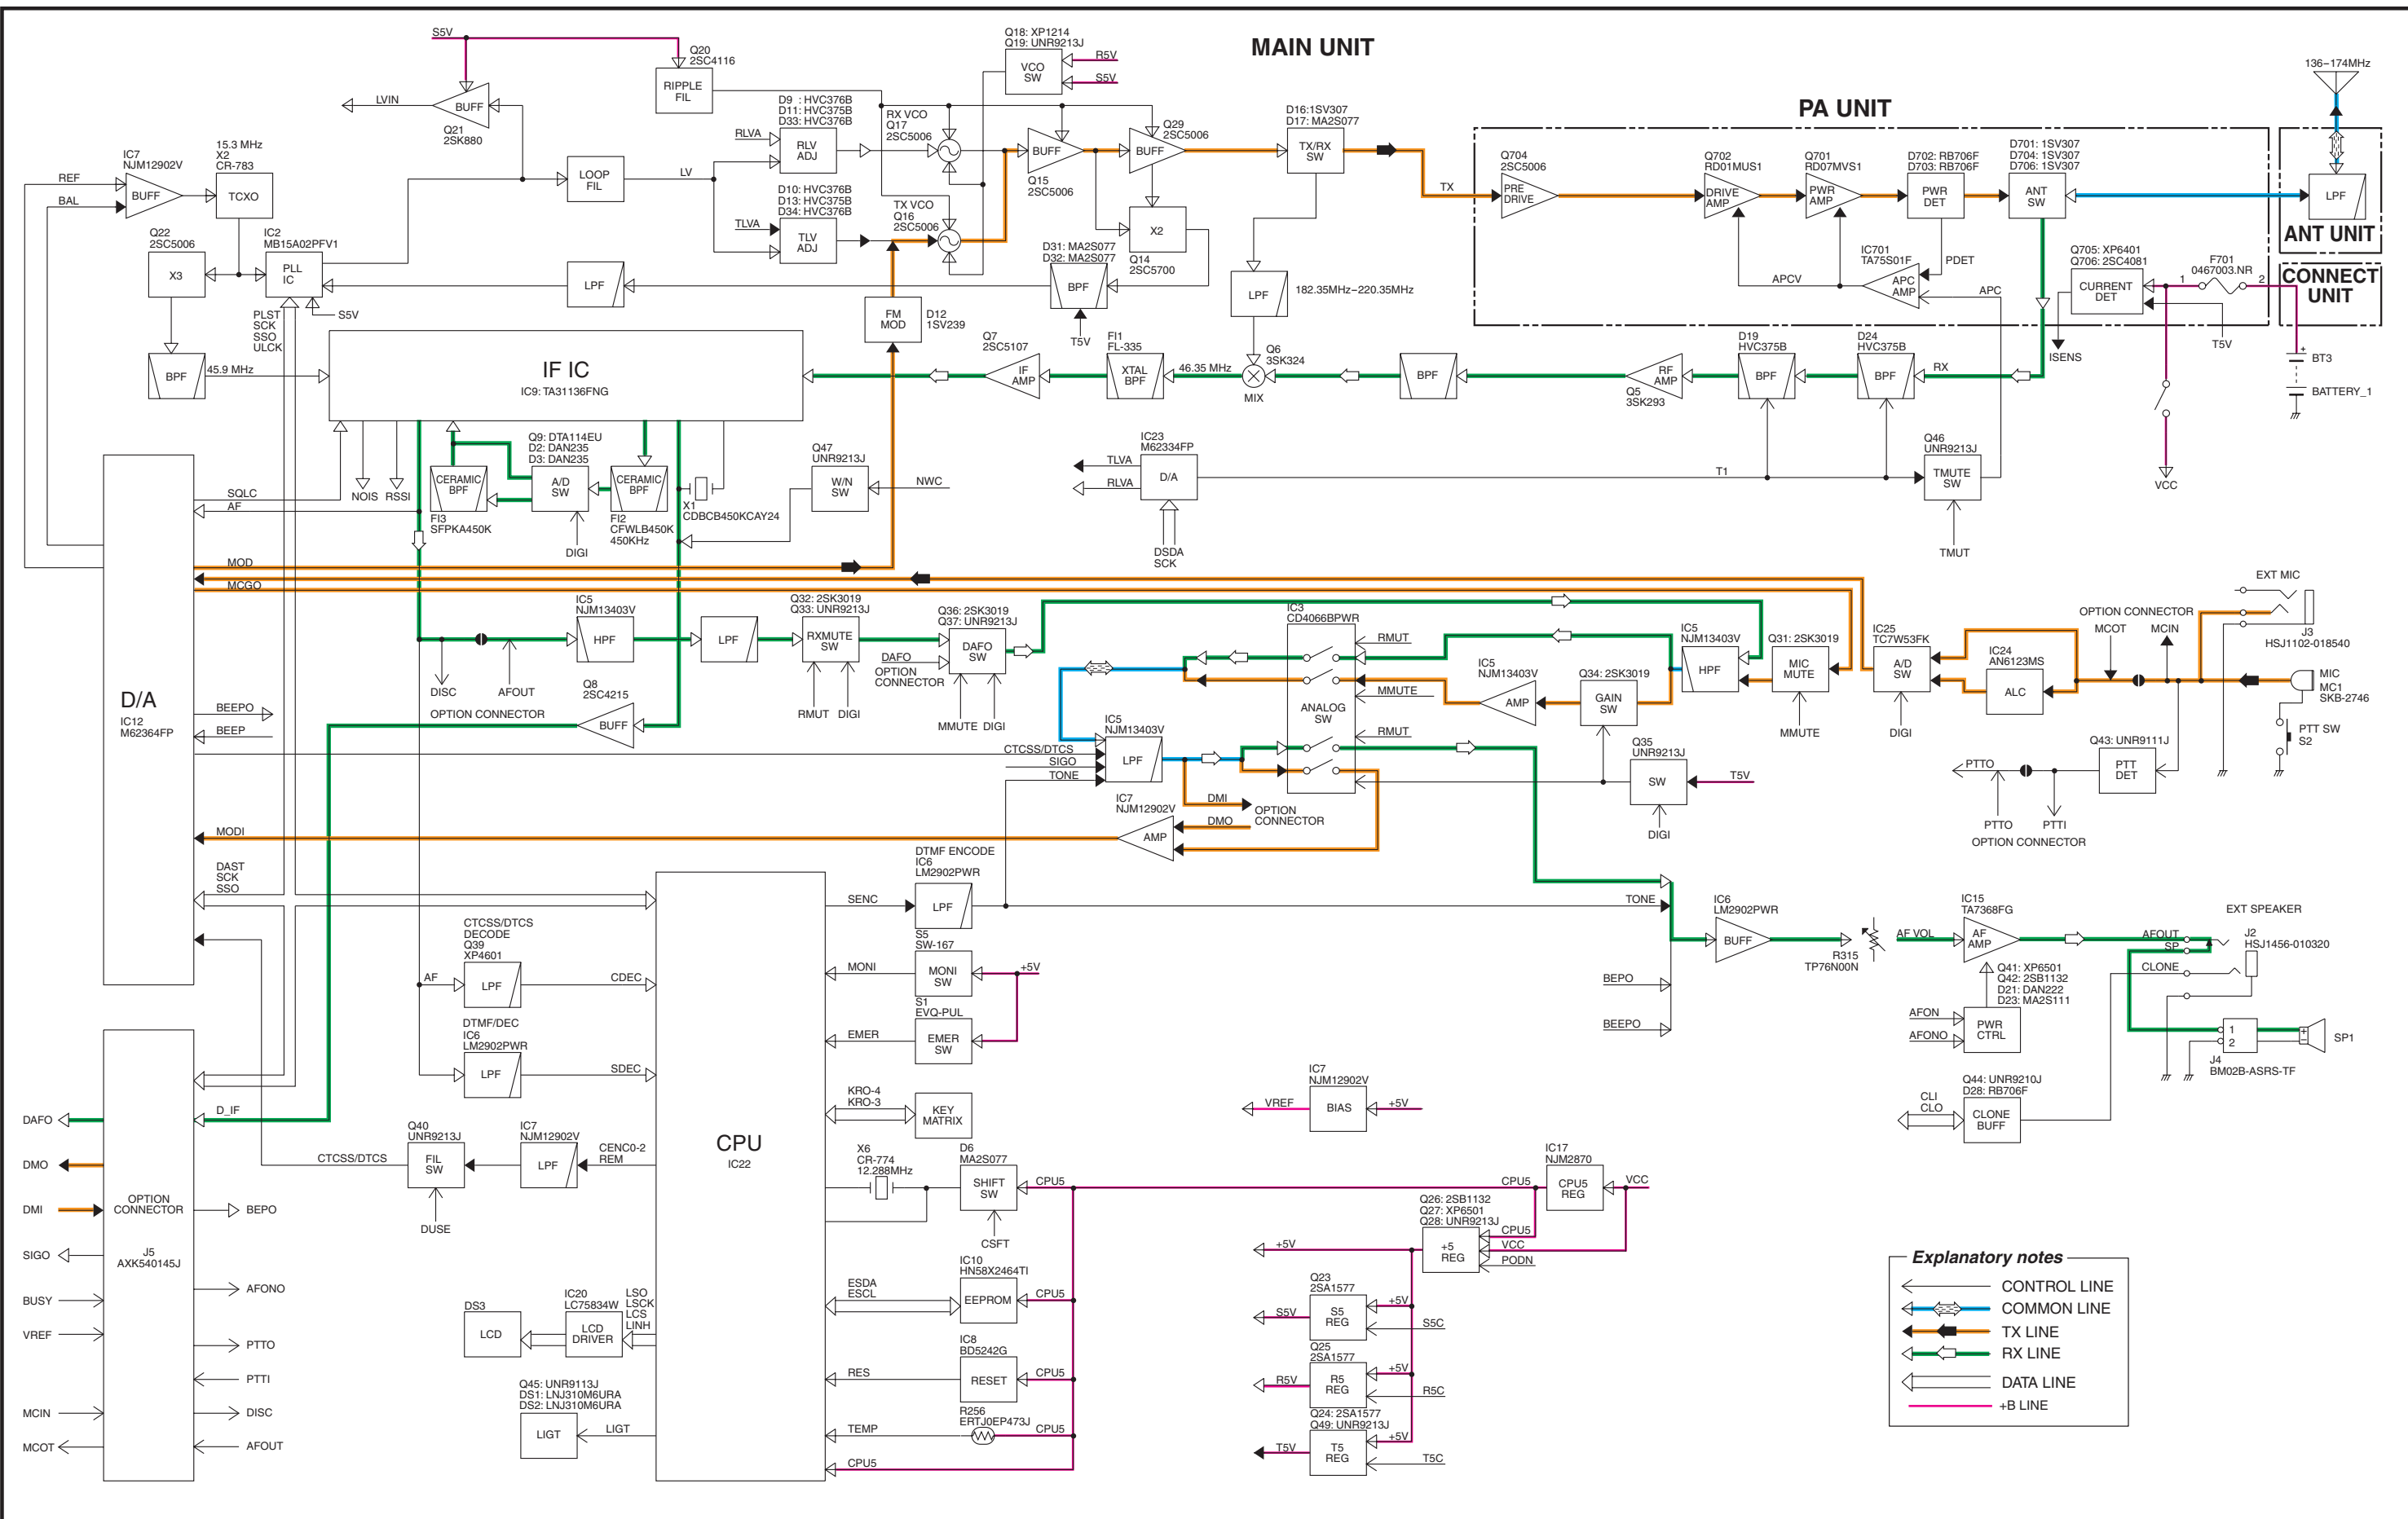 MAIN UNIT
S5V
Q20
2SC4116
RIPPLE
FIL
LVIN
BUFF
Q21
2SK880
Q18: XP1214
Q19: UNR9213J
VCO
SW
R5V
S5V
IC7
NJM12902V
REF
BAL
BUFF
15.3 MHz
X2
CR-783
TCXO
Q22
2SC5006
X3
IC2
MB15A02PFV1
PLL
IC
PLST
SCK
SSO
ULCK
S5V
BPF
45.9 MHz
LOOP
FIL
LV
LPF
D9 : HVC376B
D11: HVC375B
D33: HVC376B
RLVA
RLV
ADJ
D10: HVC376B
D13: HVC375B
D34: HVC376B
TLVA
TLV
ADJ
RX VCO
Q17
2SC5006
TX VCO
Q16
2SC5006
BUFF
Q15
2SC5006
Q29
2SC5006
BUFF
X2
Q14
2SC5700
D31: MA2S077
D32: MA2S077
BPF
T5V
FM
MOD
D12
1SV239
D16:1SV307
D17: MA2S077
TX/RX
SW
LPF
182.35MHz–220.35MHz
TX
PA UNIT
Q704
2SC5006
PRE
DRIVE
Q702
RD01MUS1
DRIVE
AMP
Q701
RD07MVS1
PWR
AMP
D702: RB706F
D703: RB706F
PWR
DET
D701: 1SV307
D704: 1SV307
D706: 1SV307
ANT
SW
IC701
TA75S01F
APC
AMP
APCV
PDET
APC
Q705: XP6401
Q706: 2SC4081
CURRENT
DET
F701
0467003.NR
1
2
ISENS
T5V
VCC
136–174MHz
LPF
ANT UNIT
CONNECT
UNIT
+
BT3
BATTERY_1
IF IC
IC9: TA31136FNG
Q7
2SC5107
IF
AMP
FI1
FL-335
XTAL
BPF
46.35 MHz
Q6
3SK324
MIX
BPF
RF
AMP
Q5
3SK293
D19
HVC375B
BPF
D24
HVC375B
BPF
RX
NOIS
RSSI
CERAMIC
BPF
FI3
SFPKA450K
Q9: DTA114EU
D2: DAN235
D3: DAN235
A/D
SW
DIGI
CERAMIC
BPF
FI2
CFWLB450K
450KHz
X1
CDBCB450KCAY24
Q47
UNR9213J
W/N
SW
NWC
IC23
M62334FP
D/A
TLVA
RLVA
DSDA
SCK
T1
Q46
UNR9213J
TMUTE
SW
TMUT
D/A
IC12
M62364FP
SQLC
AF
MOD
MCGO
BEEPO
BEEP
MODI
DAST
SCK
SSO
DISC
AFOUT
OPTION CONNECTOR
IC5
NJM13403V
HPF
LPF
Q32: 2SK3019
Q33: UNR9213J
RXMUTE
SW
RMUT
DIGI
Q36: 2SK3019
Q37: UNR9213J
DAFO
SW
DAFO
OPTION
CONNECTOR
MMUTE
DIGI
Q8
2SC4215
BUFF
IC3
CD4066BPWR
ANALOG
SW
RMUT
MMUTE
RMUT
IC5
NJM13403V
AMP
Q34: 2SK3019
GAIN
SW
IC5
NJM13403V
HPF
Q31: 2SK3019
MIC
MUTE
MMUTE
IC25
TC7W53FK
A/D
SW
DIGI
IC24
AN6123MS
ALC
OPTION CONNECTOR
MCOT
MCIN
EXT MIC
J3
HSJ1102-018540
MIC
MC1
SKB-2746
PTT SW
S2
Q43: UNR9111J
PTT
DET
PTTO
PTTO
PTTI
OPTION CONNECTOR
IC5
NJM13403V
LPF
CTCSS/DTCS
SIGO
TONE
IC7
NJM12902V
AMP
DMI
OPTION
CONNECTOR
DMO
Q35
UNR9213J
SW
T5V
DIGI
CPU
IC22
DTMF ENCODE
IC6
LM2902PWR
LPF
SENC
TONE
S5
SW-167
MONI
SW
MONI
+5V
S1
EVQ-PUL
EMER
SW
EMER
KRO-4
KRO-3
KEY
MATRIX
X6
CR-774
12.288MHz
D6
MA2S077
SHIFT
SW
CPU5
CSFT
IC10
HN58X2464TI
EEPROM
ESDA
ESCL
CPU5
IC8
BD5242G
RESET
RES
CPU5
R256
ERTJ0EP473J
TEMP
CPU5
CPU5
CTCSS/DTCS
DECODE
Q39
XP4601
AF
LPF
CDEC
DTMF/DEC
IC6
LM2902PWR
LPF
SDEC
Q40
UNR9213J
FIL
SW
CTCSS/DTCS
DUSE
IC7
NJM12902V
LPF
CENC0-2
REM
DS3
LCD
IC20
LC75834W
LCD
DRIVER
LSO
LSCK
LCS
LINH
Q45: UNR9113J
DS1: LNJ310M6URA
DS2: LNJ310M6URA
LIGT
LIGT
OPTION
CONNECTOR
J5
AXK540145J
DAFO
DMO
DMI
SIGO
BUSY
VREF
MCIN
MCOT
D_IF
BEPO
AFONO
PTTO
PTTI
DISC
AFOUT
IC6
LM2902PWR
BUFF
BEPO
BEEPO
R315
TP76N00N
AF VOL
IC15
TA7368FG
AF
AMP
Q41: XP6501
Q42: 2SB1132
D21: DAN222
D23: MA2S111
AFON
AFONO
PWR
CTRL
EXT SPEAKER
AFOUT
SP
CLONE
J2
HSJ1456-010320
1
2
J4
BM02B-ASRS-TF
+
−
SP1
Q44: UNR9210J
D28: RB706F
CLI
CLO
CLONE
BUFF
IC7
NJM12902V
BIAS
VREF
+5V
IC17
NJM2870
CPU5
REG
CPU5
VCC
Q26: 2SB1132
Q27: XP6501
Q28: UNR9213J
+5
REG
+5V
CPU5
VCC
PODN
Q23
2SA1577
S5
REG
S5V
+5V
S5C
Q25
2SA1577
R5
REG
R5V
+5V
R5C
Q24: 2SA1577
Q49: UNR9213J
T5
REG
T5V
+5V
T5C
Explanatory notes
CONTROL LINE
COMMON LINE
TX LINE
RX LINE
DATA LINE
+B LINE